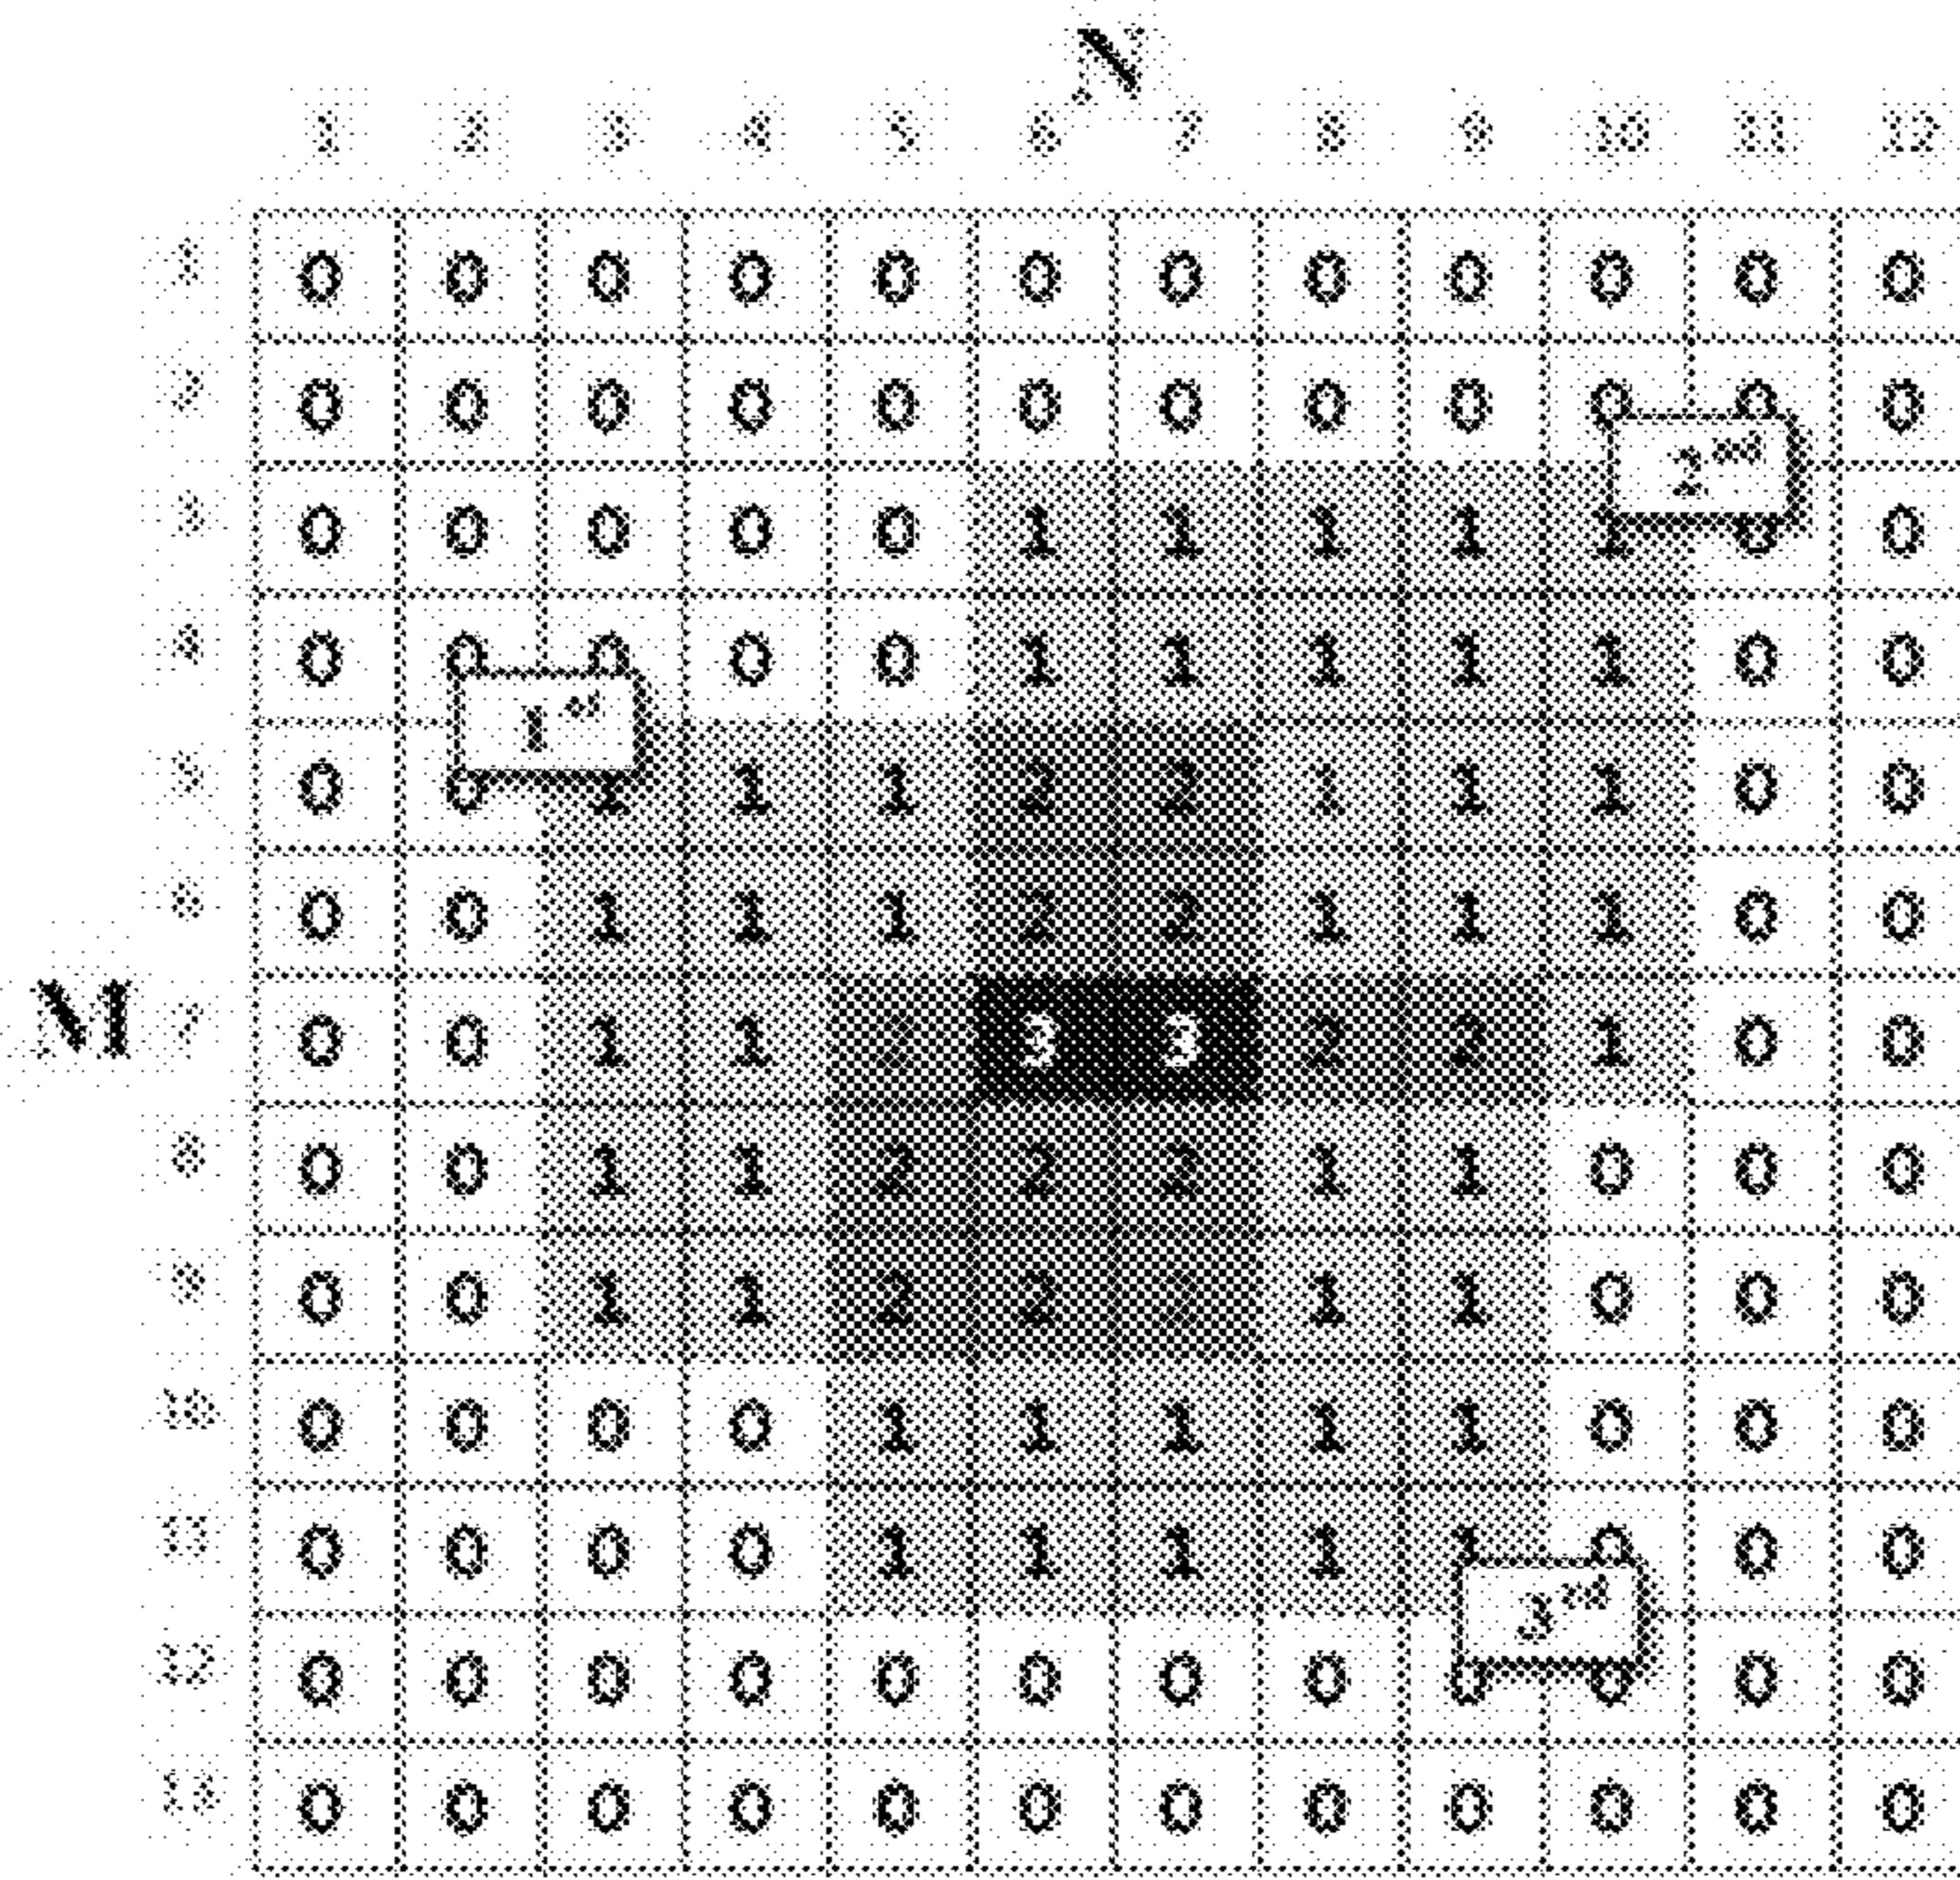 N
1 2 3 4 5 6 7 8 9 10 11 12
1 0 0 0 0 0 0 0 0 0 0 0 0
2 0 0 0 0 0 0 0 0 0 0 0 0
2nd
3 0 0 0 0 0 1 1 1 1 1 0 0
4 0 0 0 0 0 1 1 1 1 1 0 0
1st
5 0 0 1 1 1 2 2 1 1 1 0 0
6 0 0 1 1 1 2 2 1 1 1 0 0
M
7 0 0 1 1 2 3 3 2 2 1 0 0
8 0 0 1 1 2 2 2 1 1 0 0 0
9 0 0 1 1 2 2 2 1 1 0 0 0
10 0 0 0 0 1 1 1 1 1 0 0 0
11 0 0 0 0 1 1 1 1 1 0 0 0
3rd
12 0 0 0 0 0 0 0 0 0 0 0 0
13 0 0 0 0 0 0 0 0 0 0 0 0